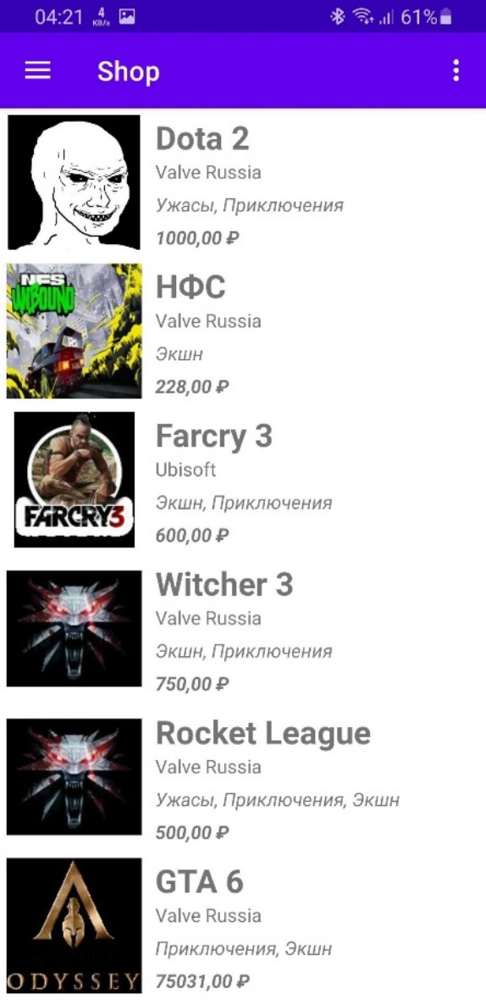 04:21 4 KB/s 61%
Shop
Dota 2
Valve Russia
Ужасы, Приключения
1000,00 ₽
NFS
UNBOUND
НФС
Valve Russia
Экшн
228,00 ₽
FARCRY3
Farcry 3
Ubisoft
Экшн, Приключения
600,00 ₽
Witcher 3
Valve Russia
Экшн, Приключения
750,00 ₽
Rocket League
Valve Russia
Ужасы, Приключения, Экшн
500,00 ₽
ODYSSEY
GTA 6
Valve Russia
Приключения, Экшн
75031,00 ₽